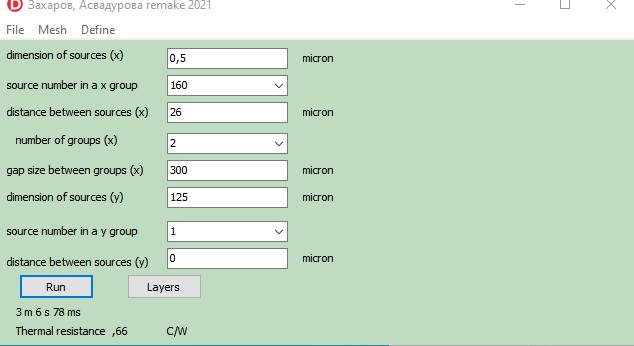 D Захаров, Асвадурова remake 2021
File Mesh Define
dimension of sources (x) 0,5 micron
source number in a x group 160
distance between sources (x) 26 micron
number of groups (x) 2
gap size between groups (x) 300 micron
dimension of sources (y) 125 micron
source number in a y group 1
distance between sources (y) 0 micron
Run Layers
3 m 6 s 78 ms
Thermal resistance ,66 C/W